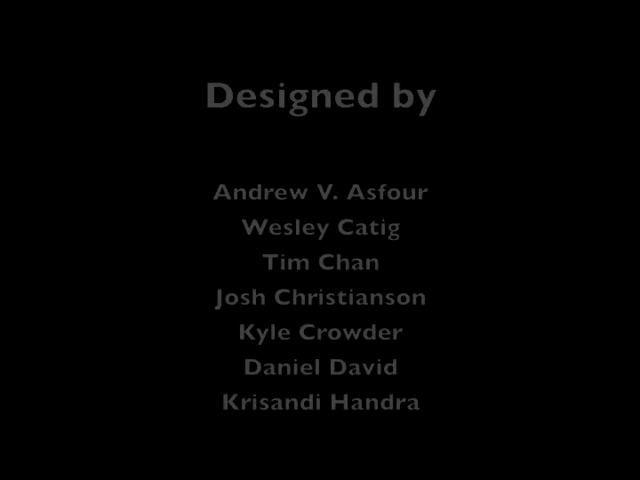 Designed by
Andrew V. Asfour
Wesley Catig
Tim Chan
Josh Christianson
Kyle Crowder
Daniel David
Krisandi Handra